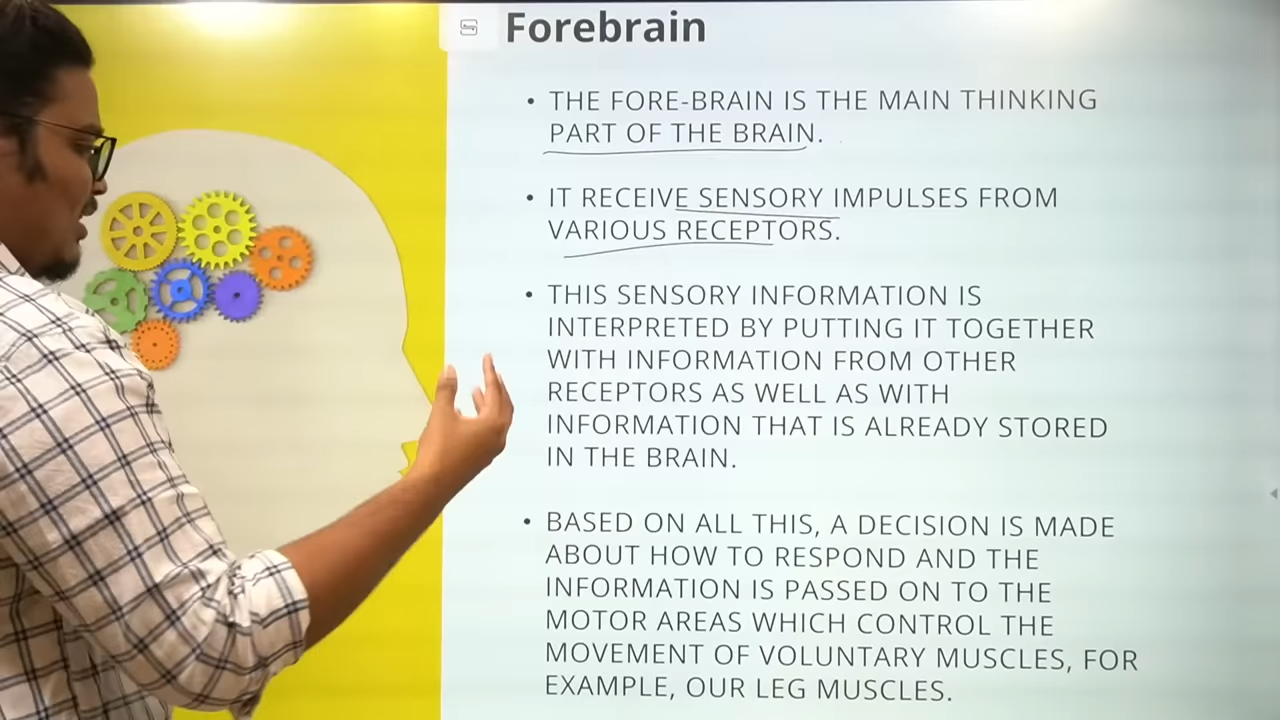 Forebrain
• THE FORE-BRAIN IS THE MAIN THINKING
PART OF THE BRAIN.
• IT RECEIVE SENSORY IMPULSES FROM
VARIOUS RECEPTORS.
• THIS SENSORY INFORMATION IS
INTERPRETED BY PUTTING IT TOGETHER
WITH INFORMATION FROM OTHER
RECEPTORS AS WELL AS WITH
INFORMATION THAT IS ALREADY STORED
IN THE BRAIN.
• BASED ON ALL THIS, A DECISION IS MADE
ABOUT HOW TO RESPOND AND THE
INFORMATION IS PASSED ON TO THE
MOTOR AREAS WHICH CONTROL THE
MOVEMENT OF VOLUNTARY MUSCLES, FOR
EXAMPLE, OUR LEG MUSCLES.